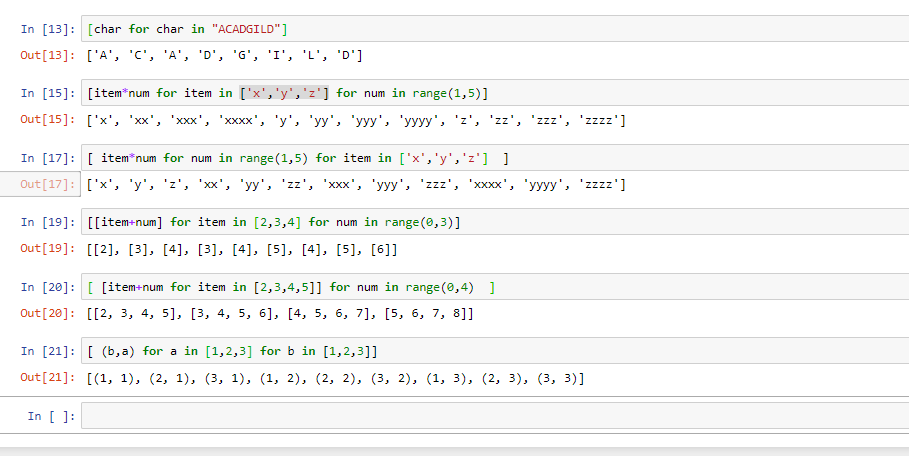 In [13]: [char for char in "ACADGILD"]
Out[13]: ['A', 'C', 'A', 'D', 'G', 'I', 'L', 'D']
In [15]: [item*num for item in ['x','y','z'] for num in range(1,5)]
Out[15]: ['x', 'xx', 'xxx', 'xxxx', 'y', 'yy', 'yyy', 'yyyy', 'z', 'zz', 'zzz', 'zzzz']
In [17]: [ item*num for num in range(1,5) for item in ['x','y','z']  ]
Out[17]: ['x', 'y', 'z', 'xx', 'yy', 'zz', 'xxx', 'yyy', 'zzz', 'xxxx', 'yyyy', 'zzzz']
In [19]: [[item+num] for item in [2,3,4] for num in range(0,3)]
Out[19]: [[2], [3], [4], [3], [4], [5], [4], [5], [6]]
In [20]: [ [item+num for item in [2,3,4,5]] for num in range(0,4)  ]
Out[20]: [[2, 3, 4, 5], [3, 4, 5, 6], [4, 5, 6, 7], [5, 6, 7, 8]]
In [21]: [ (b,a) for a in [1,2,3] for b in [1,2,3]]
Out[21]: [(1, 1), (2, 1), (3, 1), (1, 2), (2, 2), (3, 2), (1, 3), (2, 3), (3, 3)]
In [ ]: